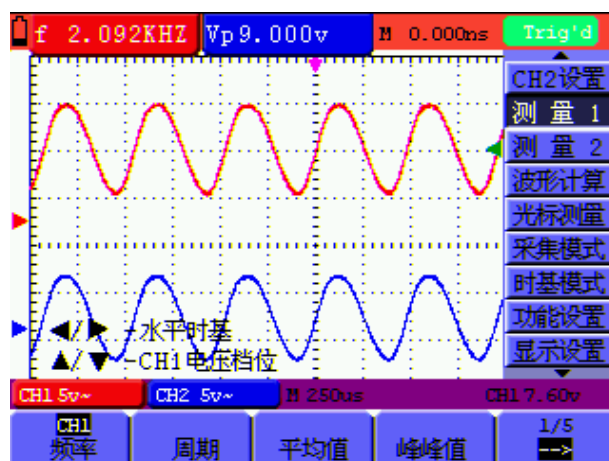 f 2.092KHZ Vp9.000v M 0.000ns Trig'd
CH2设置
测量 1
测量 2
波形计算
光标测量
采集模式
时基模式
功能设置
显示设置
◀/▶ -水平时基
▲/▼ -CH1电压档位
CH1 5v~ CH2 5v~ M 250us CH1 7.60v
CH1 频率 周期 平均值 峰峰值 1/5 -->